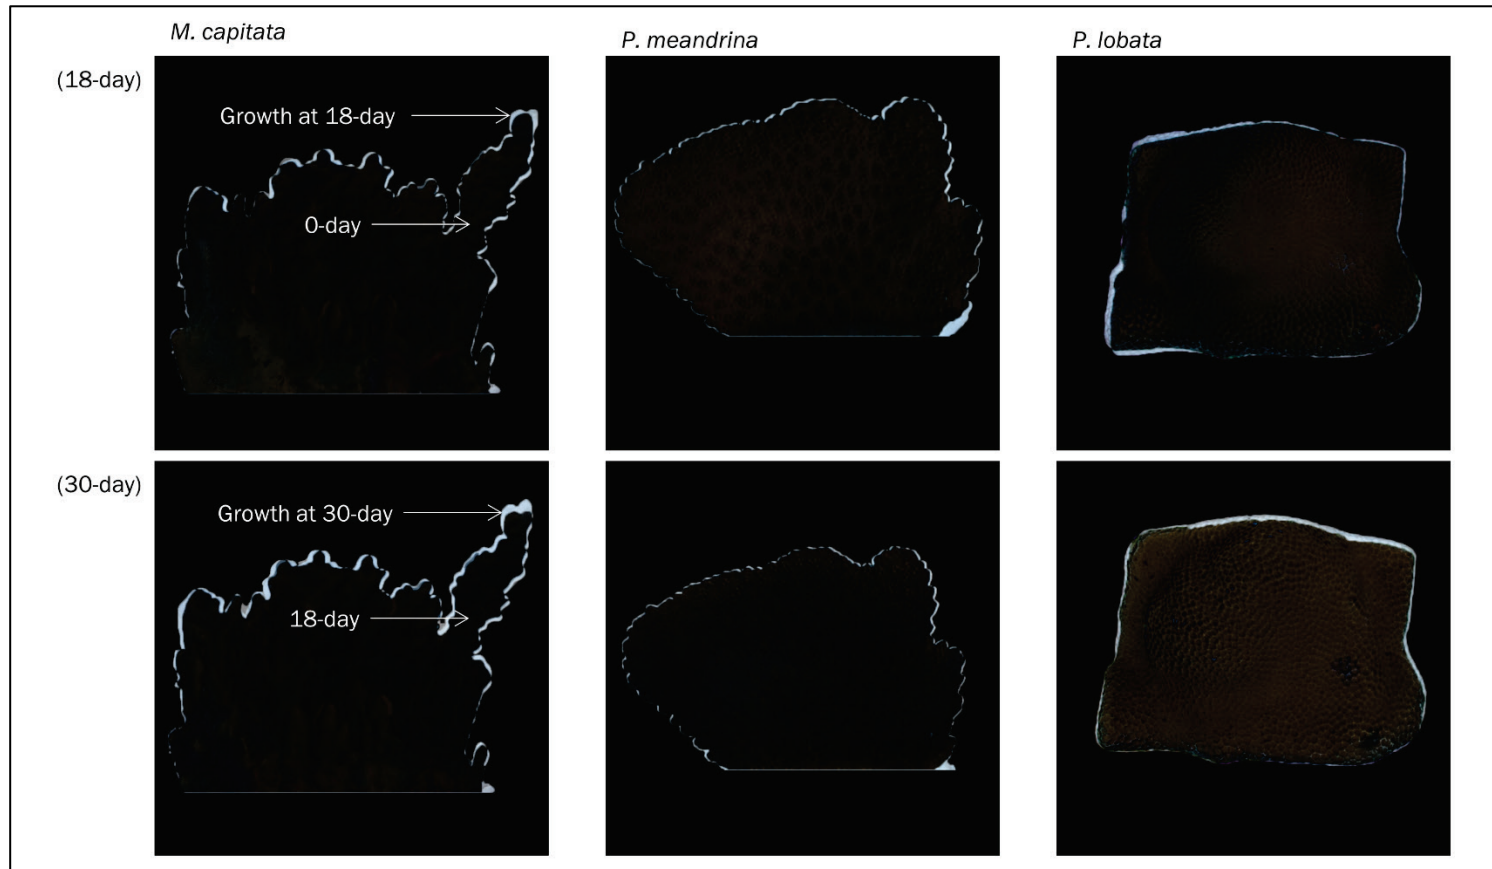 M. capitata
P. meandrina
P. lobata
(18-day)
Growth at 18-day
0-day
(30-day)
Growth at 30-day
18-day